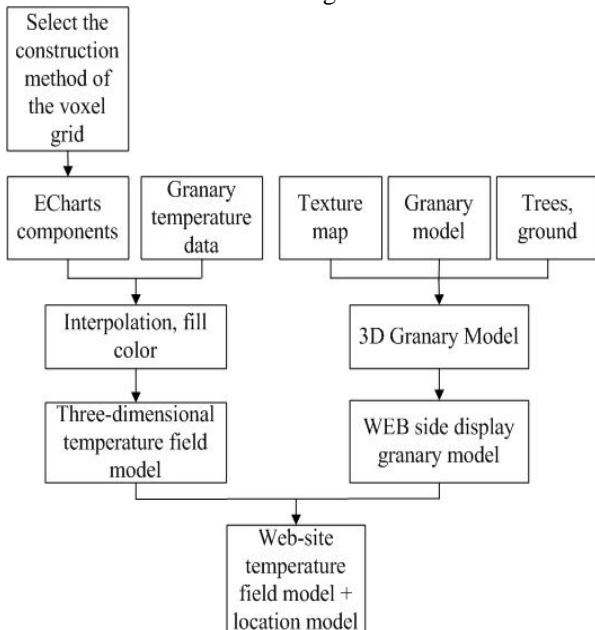 Select the
construction
method of
the voxel
grid
ECharts
components
Granary
temperature
data
Texture
map
Granary
model
Trees,
ground
Interpolation, fill
color
3D Granary Model
Three-dimensional
temperature field
model
WEB side display
granary model
Web-site
temperature
field model +
location model